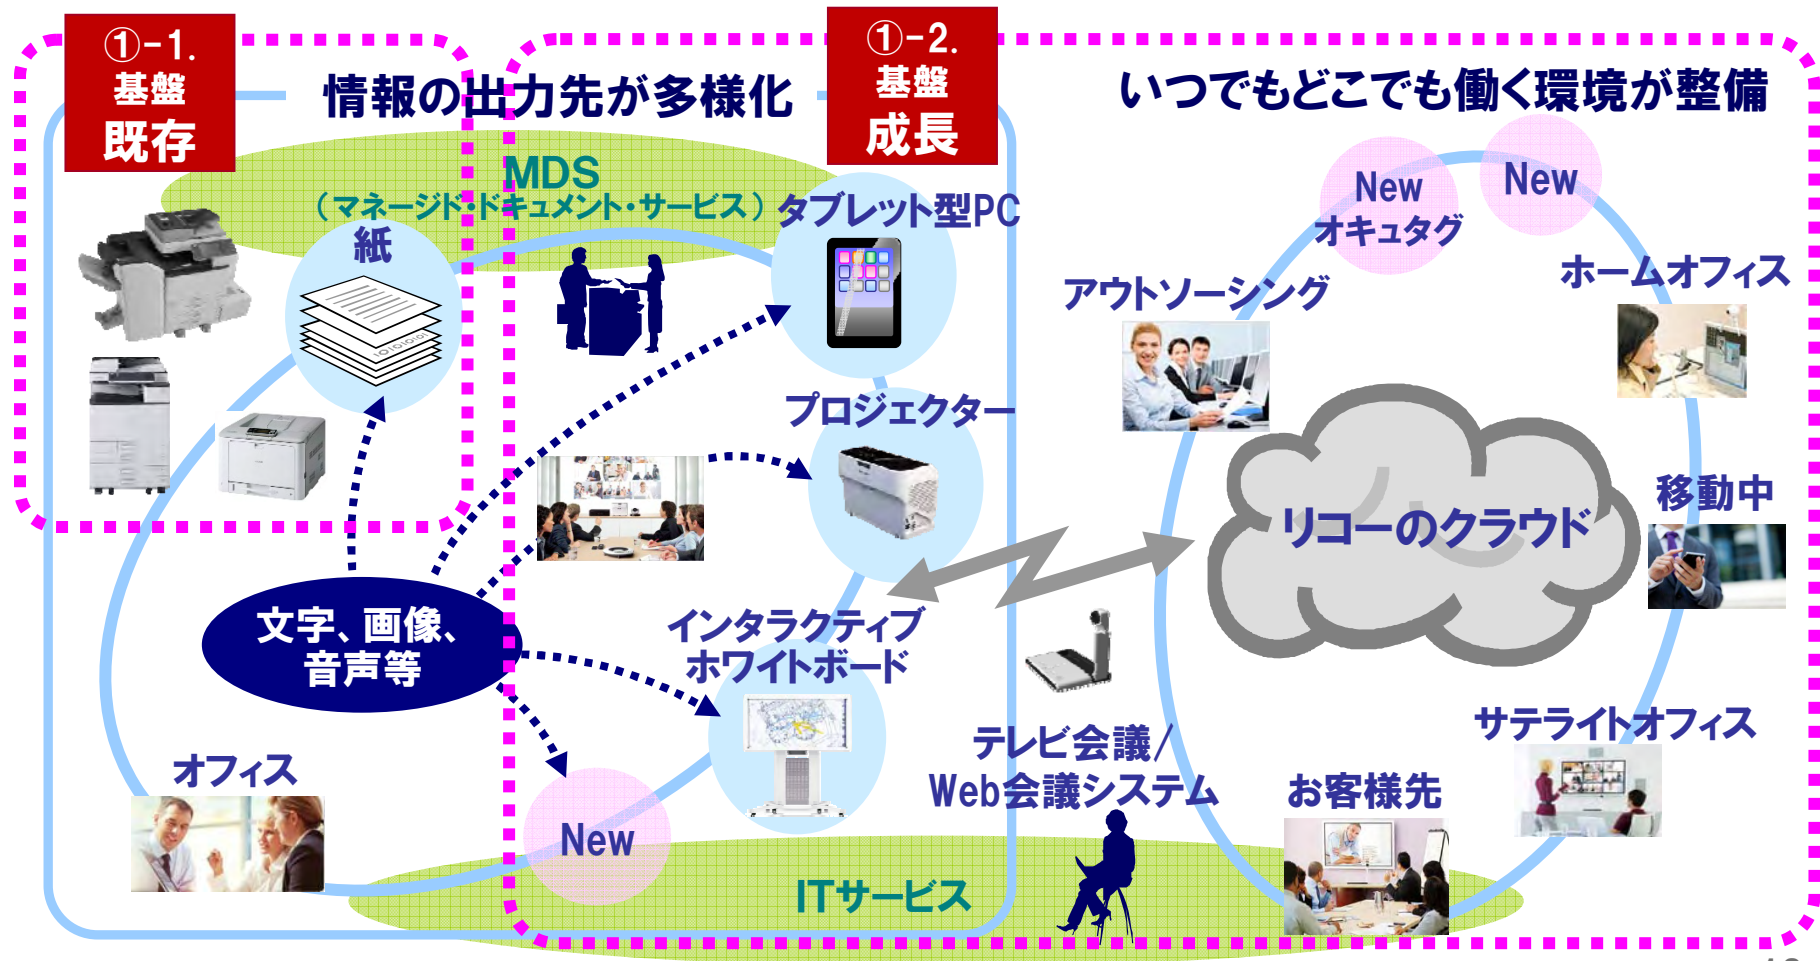 ①-1.
基盤
既存
情報の出力先が多様化
①-2.
基盤
成長
いつでもどこでも働く環境が整備
MDS
（マネージド・ドキュメント・サービス）
紙
タブレット型PC
New
オキュタグ
New
アウトソーシング
ホームオフィス
プロジェクター
リコーのクラウド
移動中
文字、画像、
音声等
インタラクティブ
ホワイトボード
テレビ会議/
Web会議システム
サテライトオフィス
お客様先
オフィス
New
ITサービス